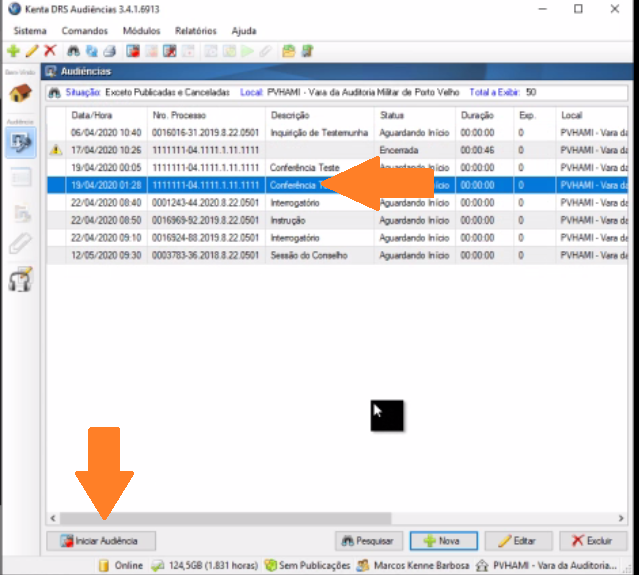 Kenta DRS Audiências 3.4.1.6913
Sistema Comandos Módulos Relatórios Ajuda
Bem Vindo
Audiências
Situação: Exceto Publicadas e Canceladas Local: PVHAMI - Vara da Auditoria Militar de Porto Velho Total a Exibir: 50
Data/Hora Nro. Processo Descrição Status Duração Exp. Local
06/04/2020 10:40 0016016-31.2019.8.22.0501 Inquirição de Testemunha Aguardando Início 00:00:00 0 PVHAMI - Vara da
17/04/2020 10:26 1111111-04.1111.1.11.1111 Encerrada 00:00:46 0 PVHAMI - Vara da
19/04/2020 00:05 1111111-04.1111.1.11.1111 Conferência Teste do Início 00:00:00 0 PVHAMI - Vara da
19/04/2020 01:28 1111111-04.1111.1.11.1111 Conferência Início 00:00:00 0 PVHAMI - Vara da
22/04/2020 08:40 0001243-44.2020.8.22.0501 Interrogatório Início 00:00:00 0 PVHAMI - Vara da
22/04/2020 08:50 0016969-92.2019.8.22.0501 Instrução Aguardando Início 00:00:00 0 PVHAMI - Vara da
22/04/2020 09:10 0016924-88.2019.8.22.0501 Interrogatório Aguardando Início 00:00:00 0 PVHAMI - Vara da
12/05/2020 09:30 0003783-36.2018.8.22.0501 Sessão do Conselho Aguardando Início 00:00:00 0 PVHAMI - Vara da
Audiência
Iniciar Audiência Pesquisar Nova Editar Excluir
Online 124,5GB (1.831 horas) Sem Publicações Marcos Kenne Barbosa PVHAMI - Vara da Auditoria...